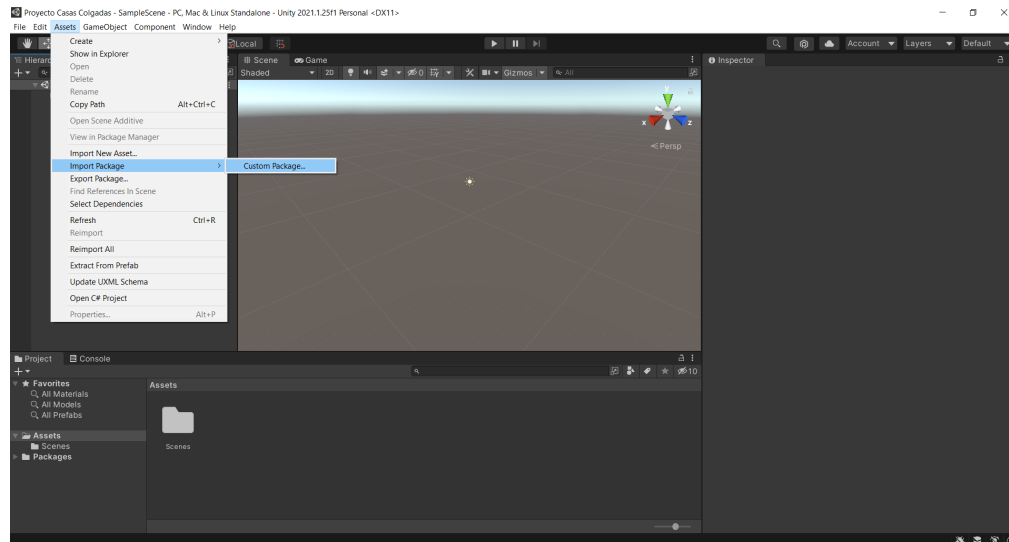 Proyecto Casas Colgadas - SampleScene - PC, Mac & Linux Standalone - Unity 2021.1.25f1 Personal <DX11>
File Edit Assets GameObject Component Window Help
Local
Account Layers Default
Hierarc
Scene Game
Inspector
Shaded 2D 0 Gizmos All
Create
Show in Explorer
Open
Delete
Rename
Copy Path Alt+Ctrl+C
Open Scene Additive
View in Package Manager
Import New Asset...
Import Package Custom Package...
Export Package...
Find References In Scene
Select Dependencies
Refresh Ctrl+R
Reimport
Reimport All
Extract From Prefab
Update UXML Schema
Open C# Project
Properties... Alt+P
y
x z
Persp
Project Console
10
Favorites
All Materials
All Models
All Prefabs
Assets
Scenes
Packages
Assets
Scenes